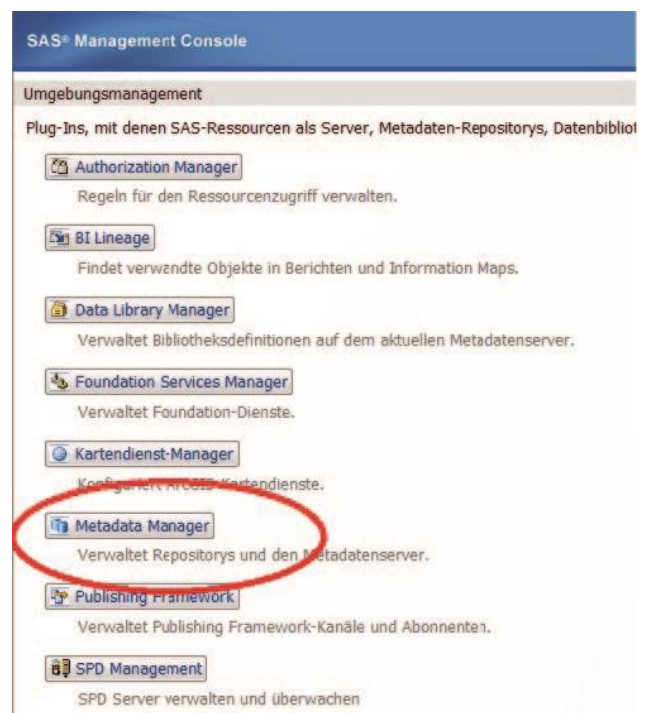 SAS® Management Console
Umgebungsmanagement
Plug-Ins, mit denen SAS-Ressourcen als Server, Metadaten-Repositorys, Datenbibliot
Authorization Manager
Regeln für den Ressourcenzugriff verwalten.
BI Lineage
Findet verwandte Objekte in Berichten und Information Maps.
Data Library Manager
Verwaltet Bibliotheksdefinitionen auf dem aktuellen Metadatenserver.
Foundation Services Manager
Verwaltet Foundation-Dienste.
Kartendienst-Manager
Konfiguriert ArcGIS-Kartendienste.
Metadata Manager
Verwaltet Repositorys und den Metadatenserver.
Publishing Framework
Verwaltet Publishing Framework-Kanäle und Abonnenten.
SPD Management
SPD Server verwalten und überwachen